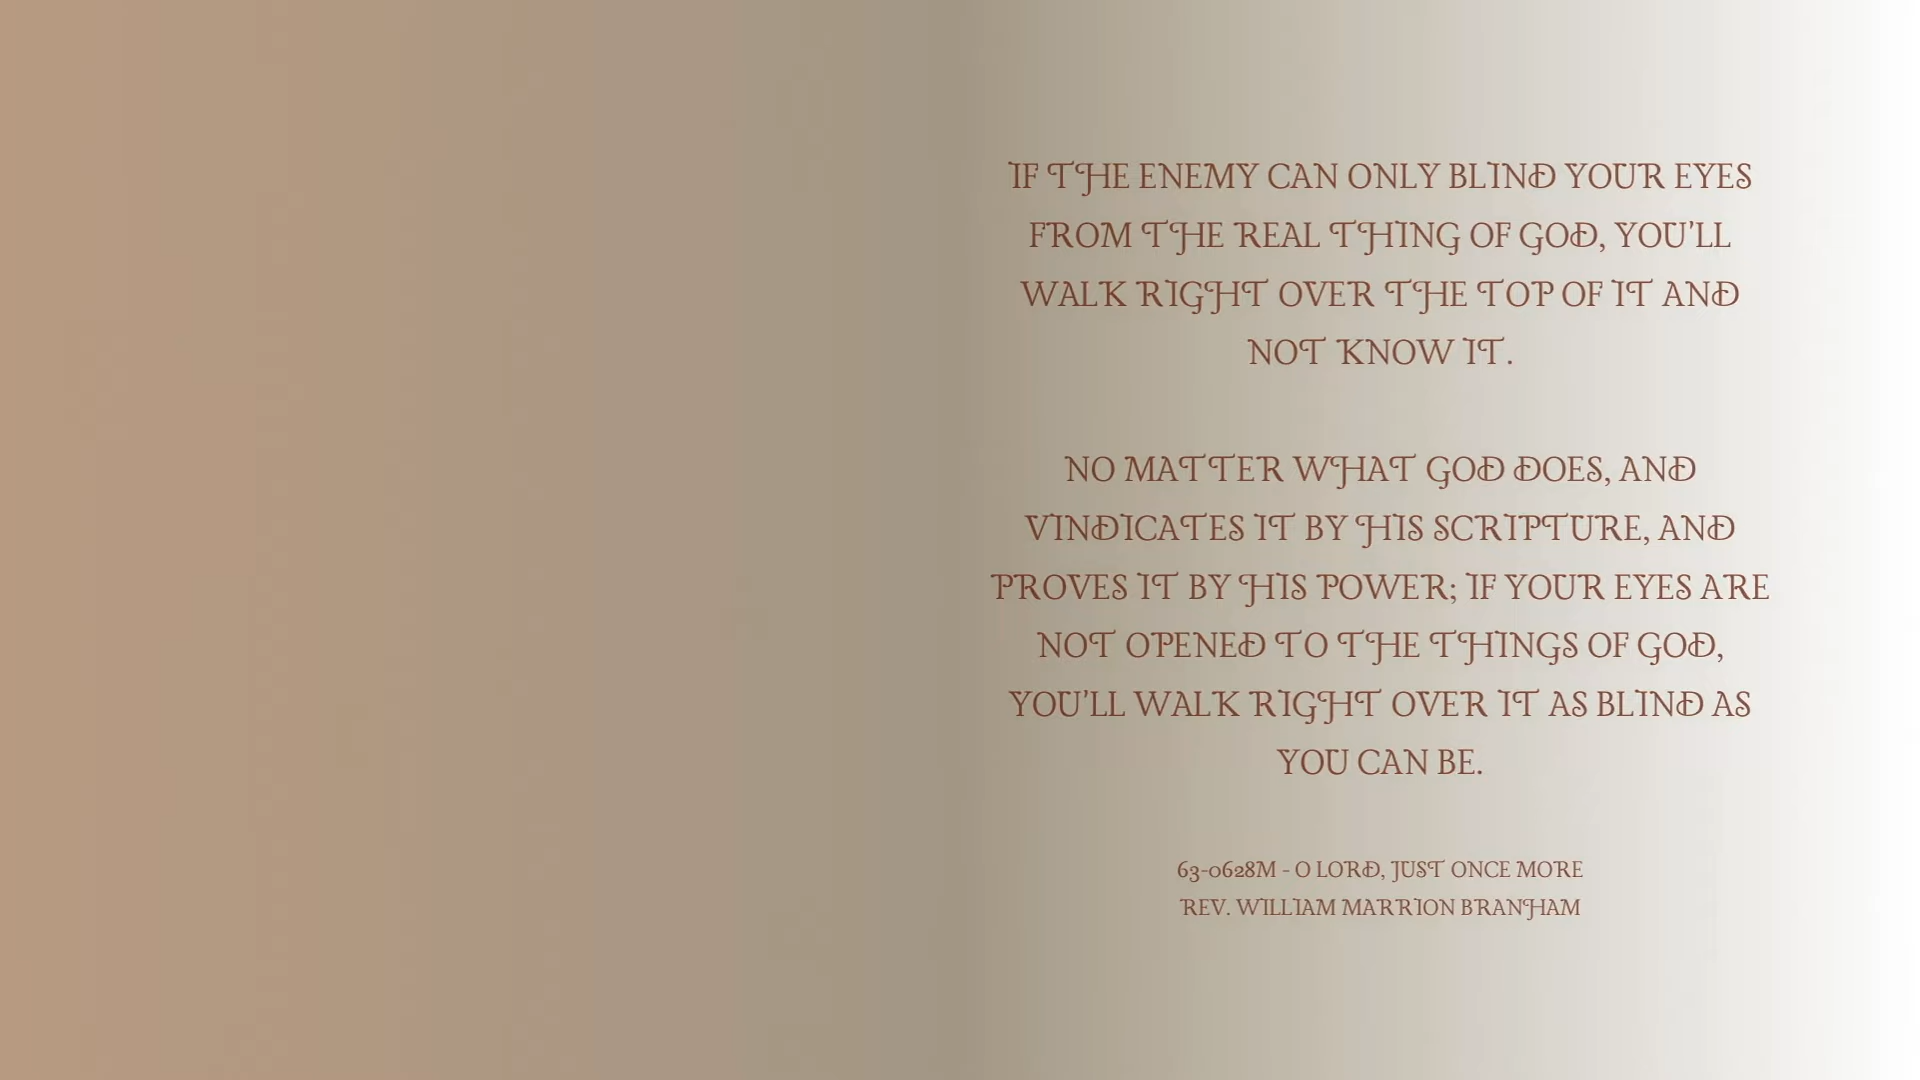 IF THE ENEMY CAN ONLY BLIND YOUR EYES
FROM THE REAL THING OF GOD, YOU'LL
WALK RIGHT OVER THE TOP OF IT AND
NOT KNOW IT.
NO MATTER WHAT GOD DOES, AND
VINDICATES IT BY HIS SCRIPTURE, AND
PROVES IT BY HIS POWER; IF YOUR EYES ARE
NOT OPENED TO THE THINGS OF GOD,
YOU'LL WALK RIGHT OVER IT AS BLIND AS
YOU CAN BE.
63-0628M - O LORD, JUST ONCE MORE
REV. WILLIAM MARRION BRANHAM